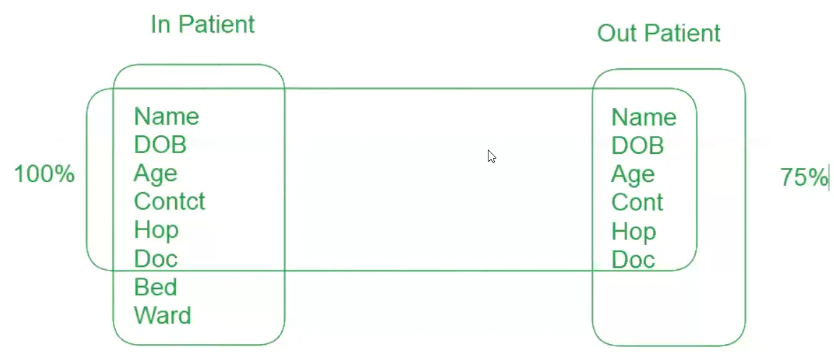 In Patient
Out Patient
100%
Name
DOB
Age
Contct
Hop
Doc
Bed
Ward
Name
DOB
Age
Cont
Hop
Doc
75%